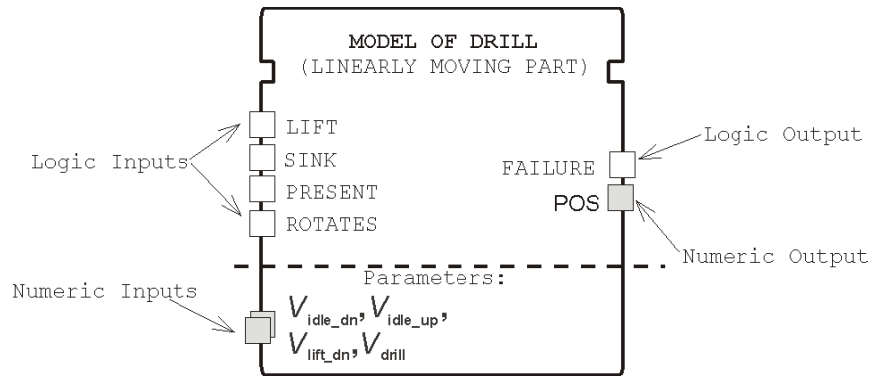 MODEL OF DRILL
(LINEARLY MOVING PART)
LIFT
Logic Inputs
SINK
PRESENT
ROTATES
Logic Output
FAILURE
POS
Numeric Output
Parameters:
Numeric Inputs
Vidle_dn, Vidle_up,
Vlift_dn, Vdrill